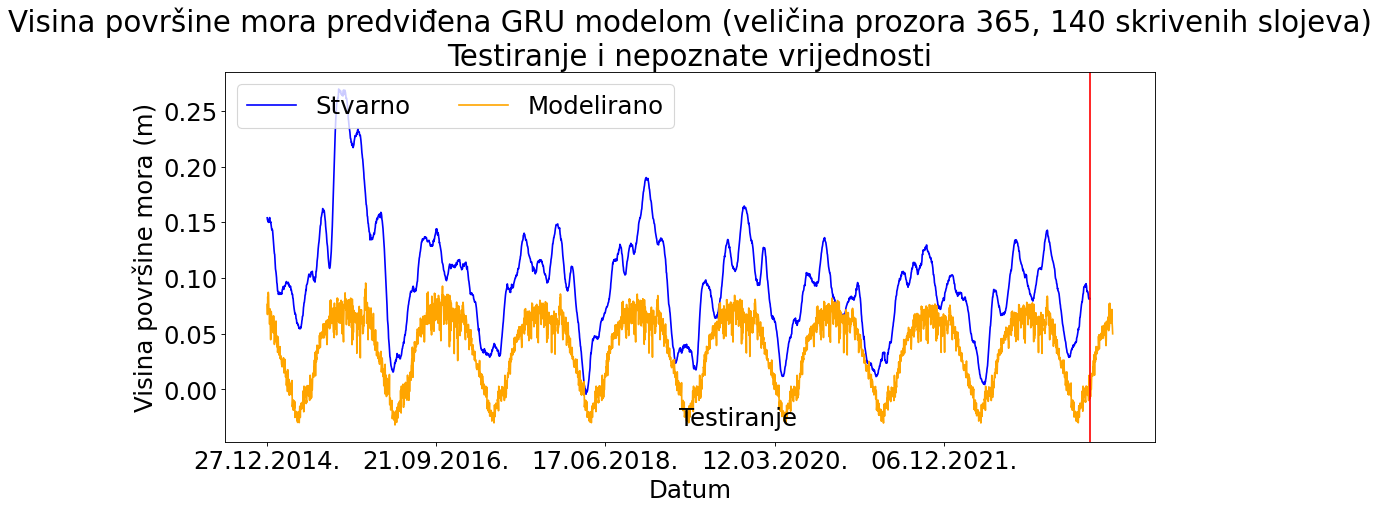 Visina površine mora predviđena GRU modelom (veličina prozora 365, 140 skrivenih slojeva)
Testiranje i nepoznate vrijednosti
Stvarno
Modelirano
Visina površine mora (m)
0.25
0.20
0.15
0.10
0.05
0.00
Testiranje
27.12.2014.
21.09.2016.
17.06.2018.
12.03.2020.
06.12.2021.
Datum